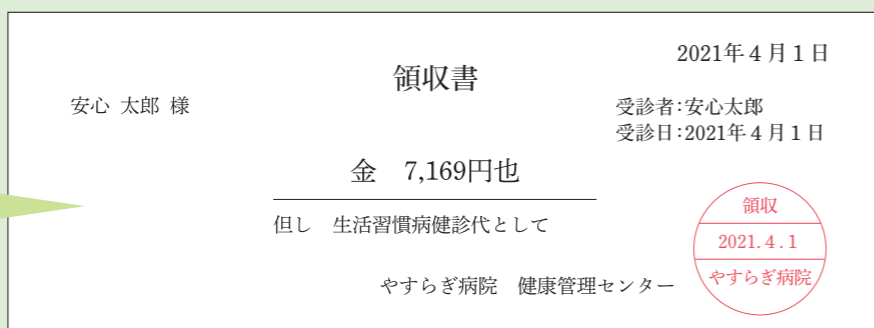 2021年4月1日
領収書
安心 太郎 様
受診者:安心太郎
受診日:2021年4月1日
金 7,169円也
但し 生活習慣病健診代として
領収
2021.4.1
やすらぎ病院
やすらぎ病院 健康管理センター